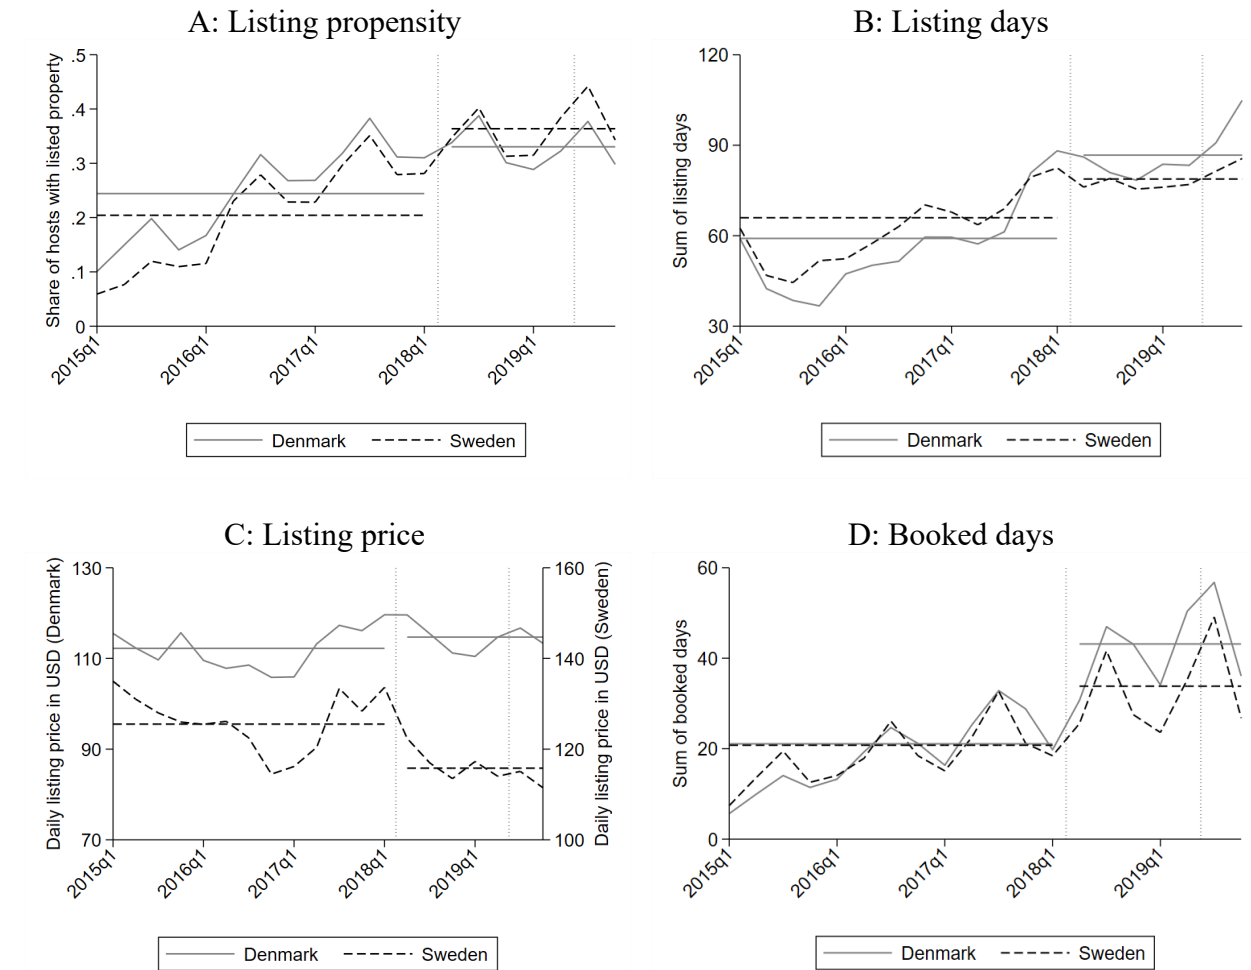 A: Listing propensity
Share of hosts with listed property
.5
.4
.3
.2
.1
0
2015q1
2016q1
2017q1
2018q1
2019q1
Denmark
Sweden
B: Listing days
Sum of listing days
120
90
60
30
2015q1
2016q1
2017q1
2018q1
2019q1
Denmark
Sweden
C: Listing price
Daily listing price in USD (Denmark)
130
110
90
70
160
140
120
100
Daily listing price in USD (Sweden)
2015q1
2016q1
2017q1
2018q1
2019q1
Denmark
Sweden
D: Booked days
Sum of booked days
60
40
20
0
2015q1
2016q1
2017q1
2018q1
2019q1
Denmark
Sweden